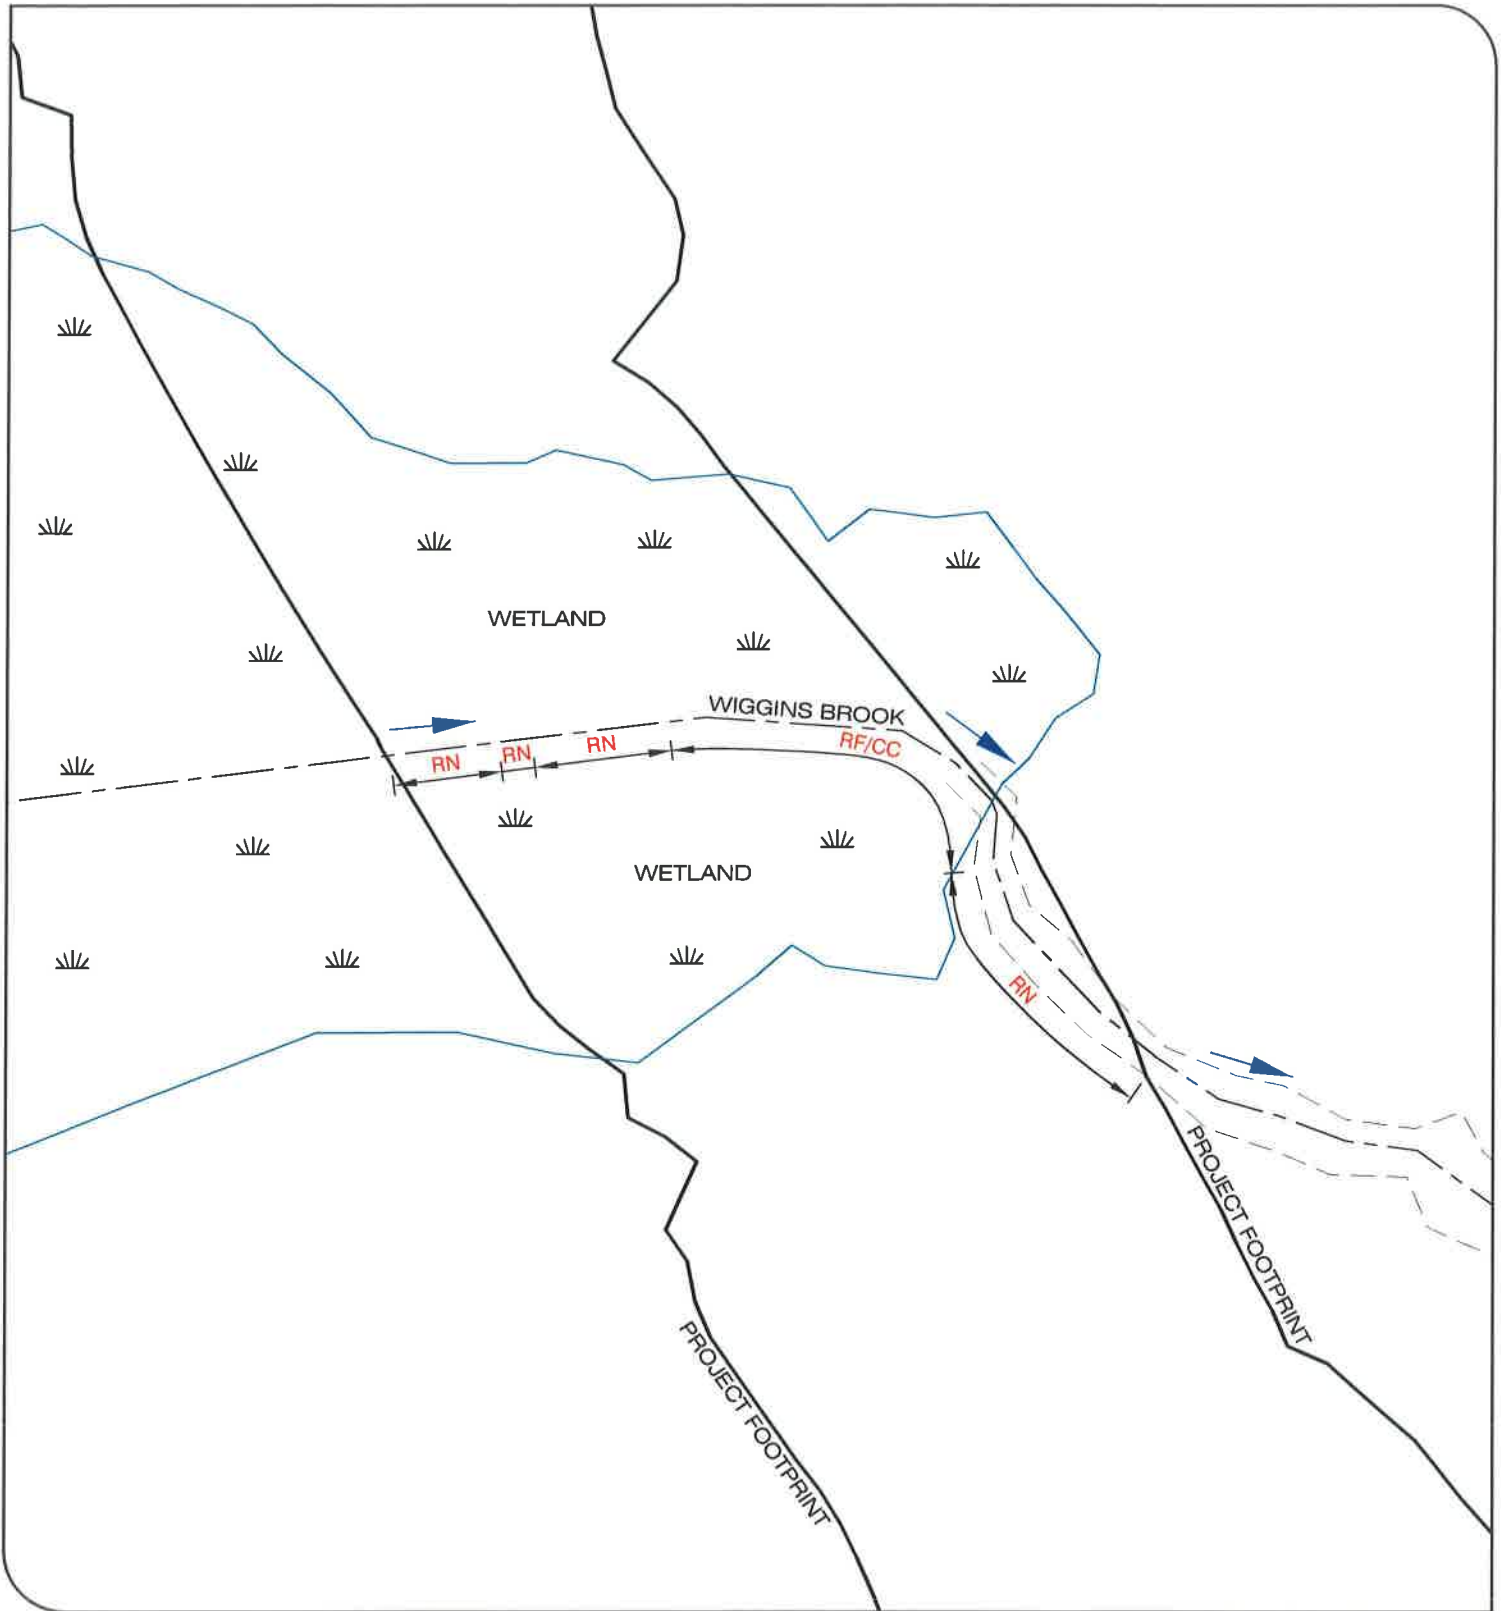 WETLAND
WIGGINS BROOK
RN
RN
RN
RF/CC
WETLAND
RN
PROJECT FOOTPRINT
PROJECT FOOTPRINT